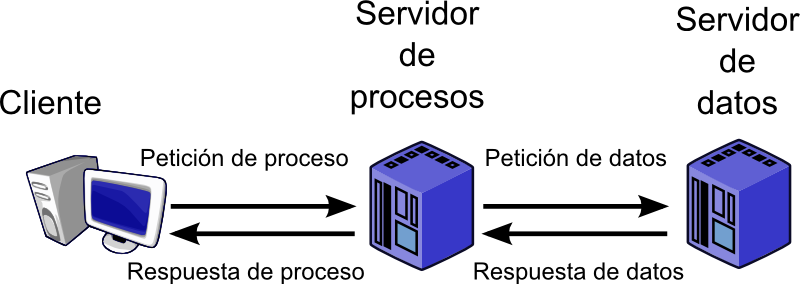 Cliente
Servidor
de
procesos
Servidor
de
datos
Petición de proceso
Petición de datos
Respuesta de proceso
Respuesta de datos